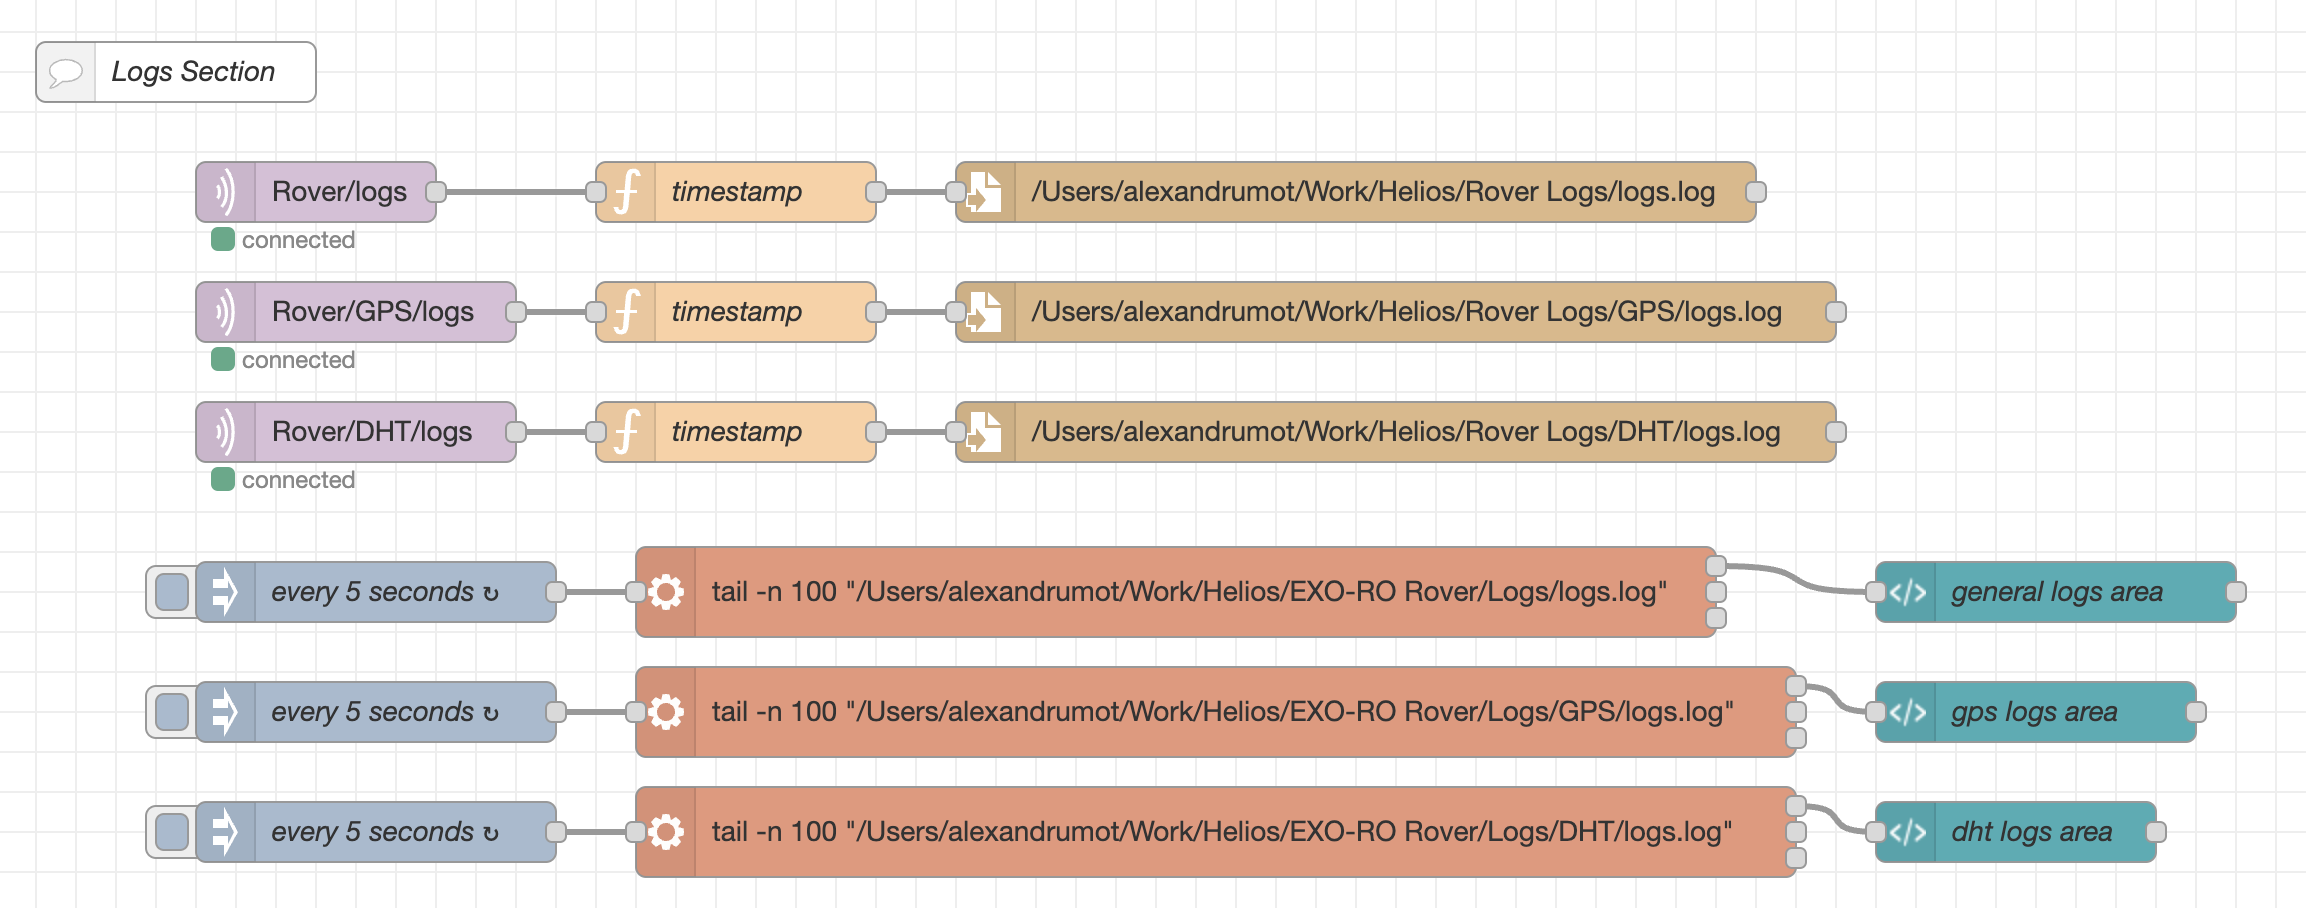 Logs Section
Rover/logs
timestamp
/Users/alexandrumot/Work/Helios/Rover Logs/logs.log
connected
Rover/GPS/logs
timestamp
/Users/alexandrumot/Work/Helios/Rover Logs/GPS/logs.log
connected
Rover/DHT/logs
timestamp
/Users/alexandrumot/Work/Helios/Rover Logs/DHT/logs.log
connected
every 5 seconds ↻
tail -n 100 "/Users/alexandrumot/Work/Helios/EXO-RO Rover/Logs/logs.log"
general logs area
every 5 seconds ↻
tail -n 100 "/Users/alexandrumot/Work/Helios/EXO-RO Rover/Logs/GPS/logs.log"
gps logs area
every 5 seconds ↻
tail -n 100 "/Users/alexandrumot/Work/Helios/EXO-RO Rover/Logs/DHT/logs.log"
dht logs area